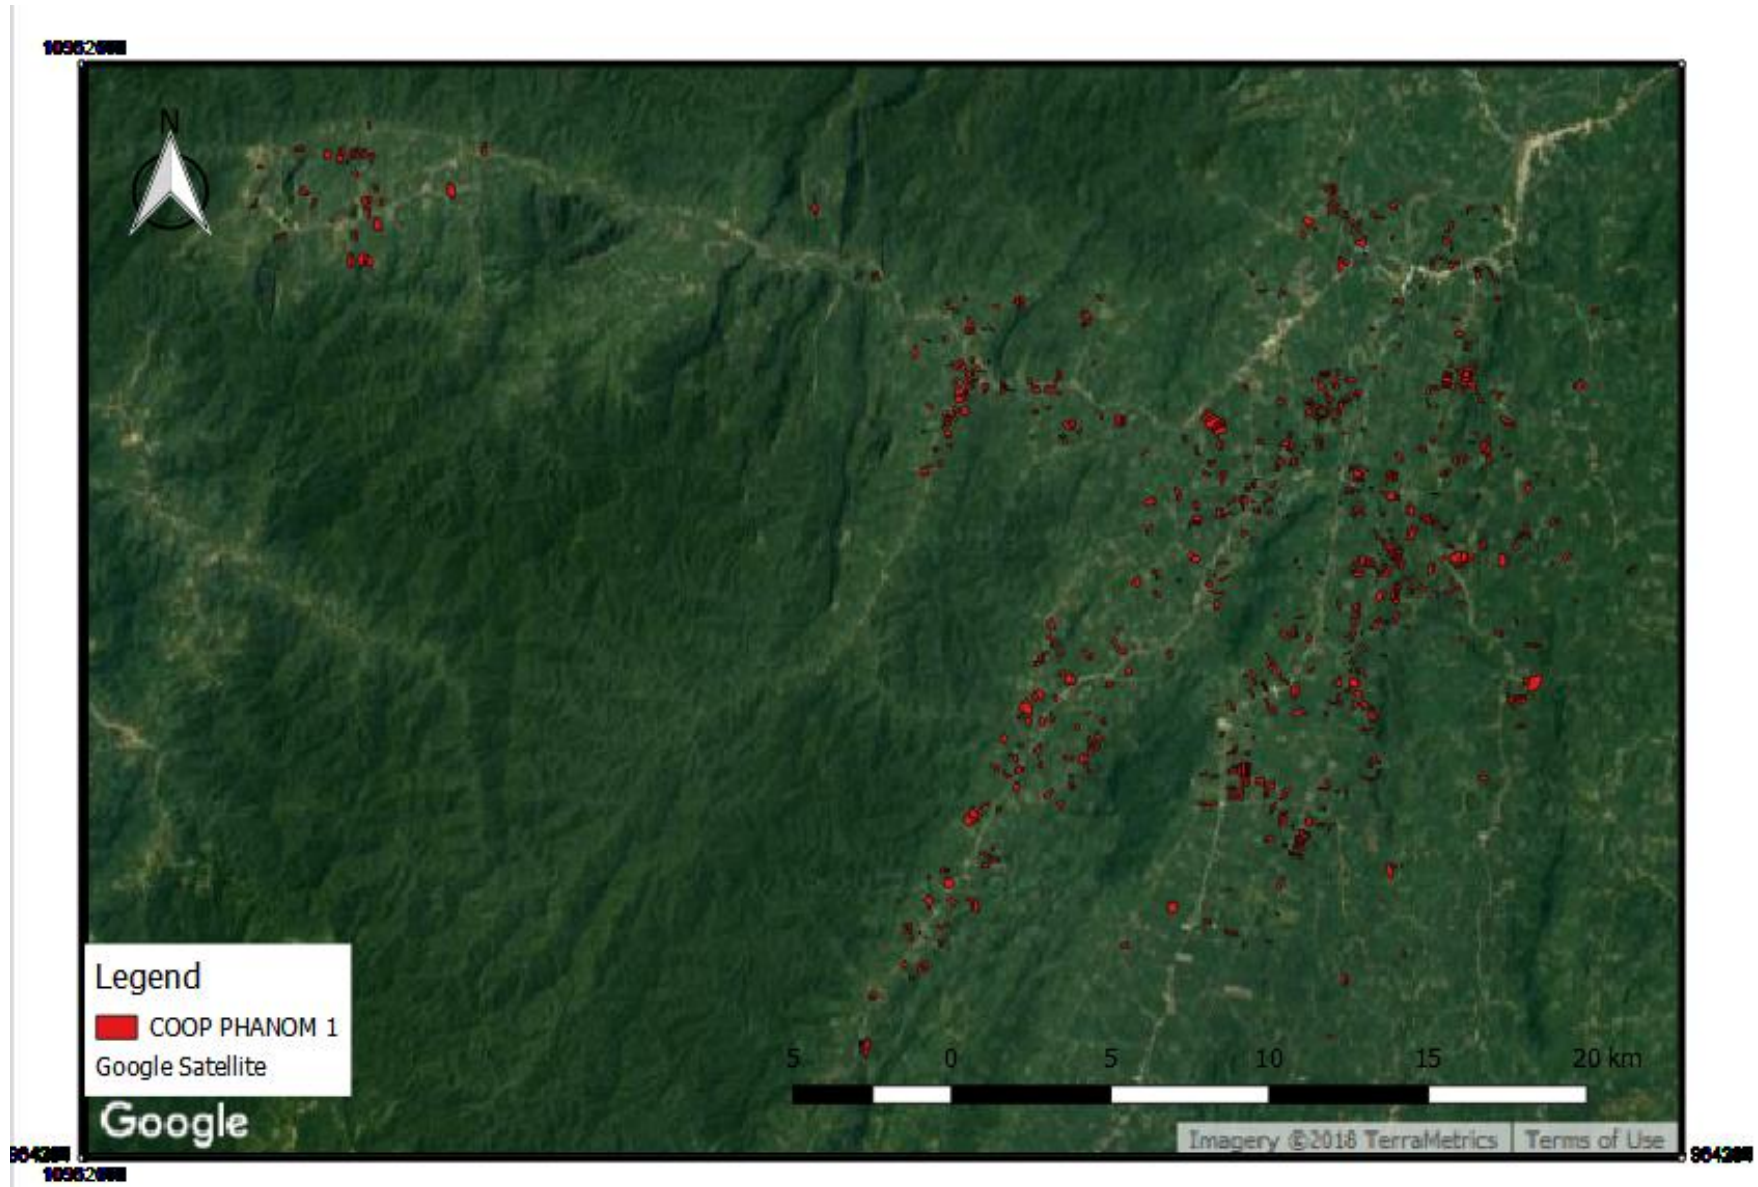 N
Legend
COOP PHANOM 1
Google Satellite
5 0 5 10 15 20 km
Google
Imagery ©2018 TerraMetrics Terms of Use